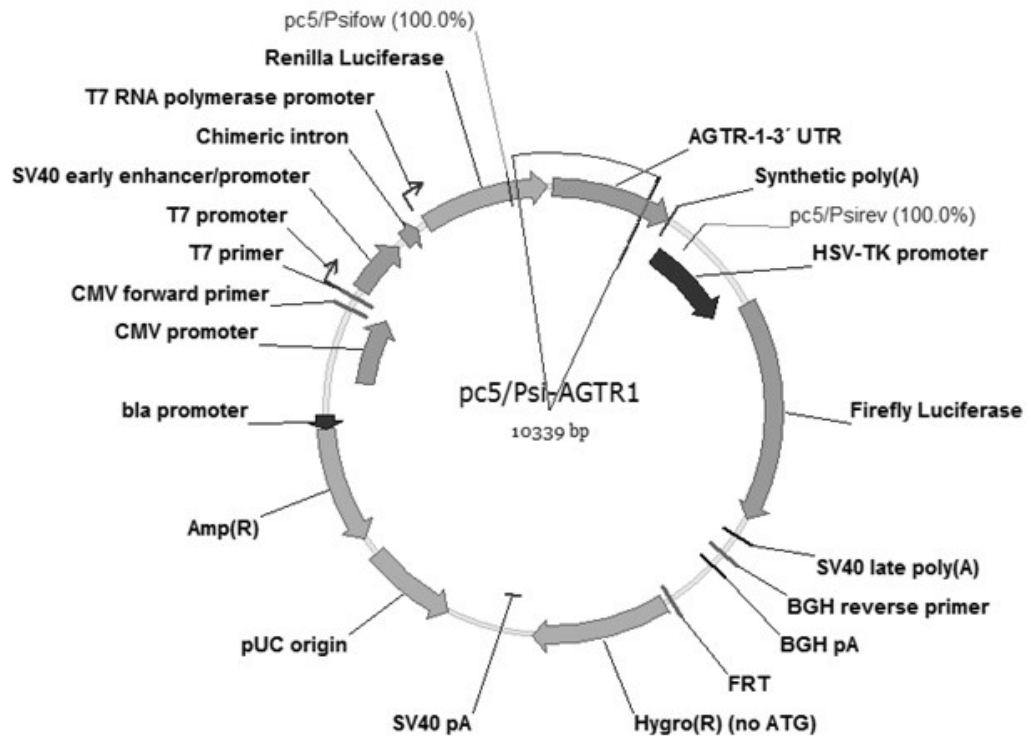 pc5/Psifow (100.0%)
Renilla Luciferase
T7 RNA polymerase promoter
Chimeric intron
SV40 early enhancer/promoter
T7 promoter
T7 primer
CMV forward primer
CMV promoter
bla promoter
Amp(R)
pUC origin
SV40 pA
AGTR-1-3´ UTR
Synthetic poly(A)
pc5/Psirev (100.0%)
HSV-TK promoter
Firefly Luciferase
SV40 late poly(A)
BGH reverse primer
BGH pA
FRT
Hygro(R) (no ATG)
pc5/Psi-AGTR1
10339 bp